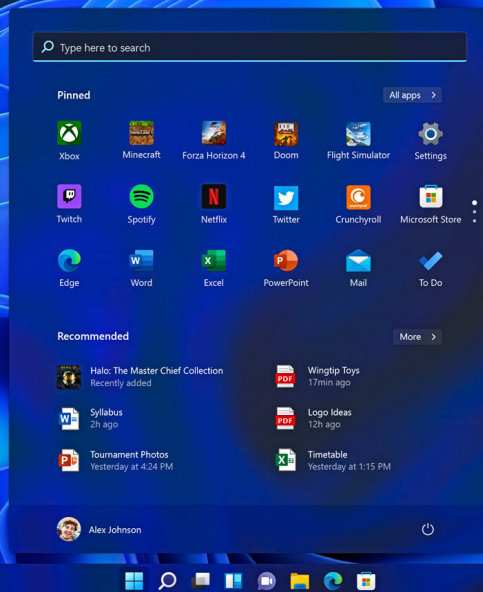 Type here to search
Pinned
All apps
Xbox
Minecraft
Forza Horizon 4
Doom
Flight Simulator
Settings
Twitch
Spotify
Netflix
Twitter
Crunchyroll
Microsoft Store
Edge
Word
Excel
PowerPoint
Mail
To Do
Recommended
More
Halo: The Master Chief Collection
Recently added
PDF
Wingtip Toys
17min ago
Syllabus
2h ago
PDF
Logo Ideas
12h ago
Tournament Photos
Yesterday at 4:24 PM
Timetable
Yesterday at 1:15 PM
Alex Johnson